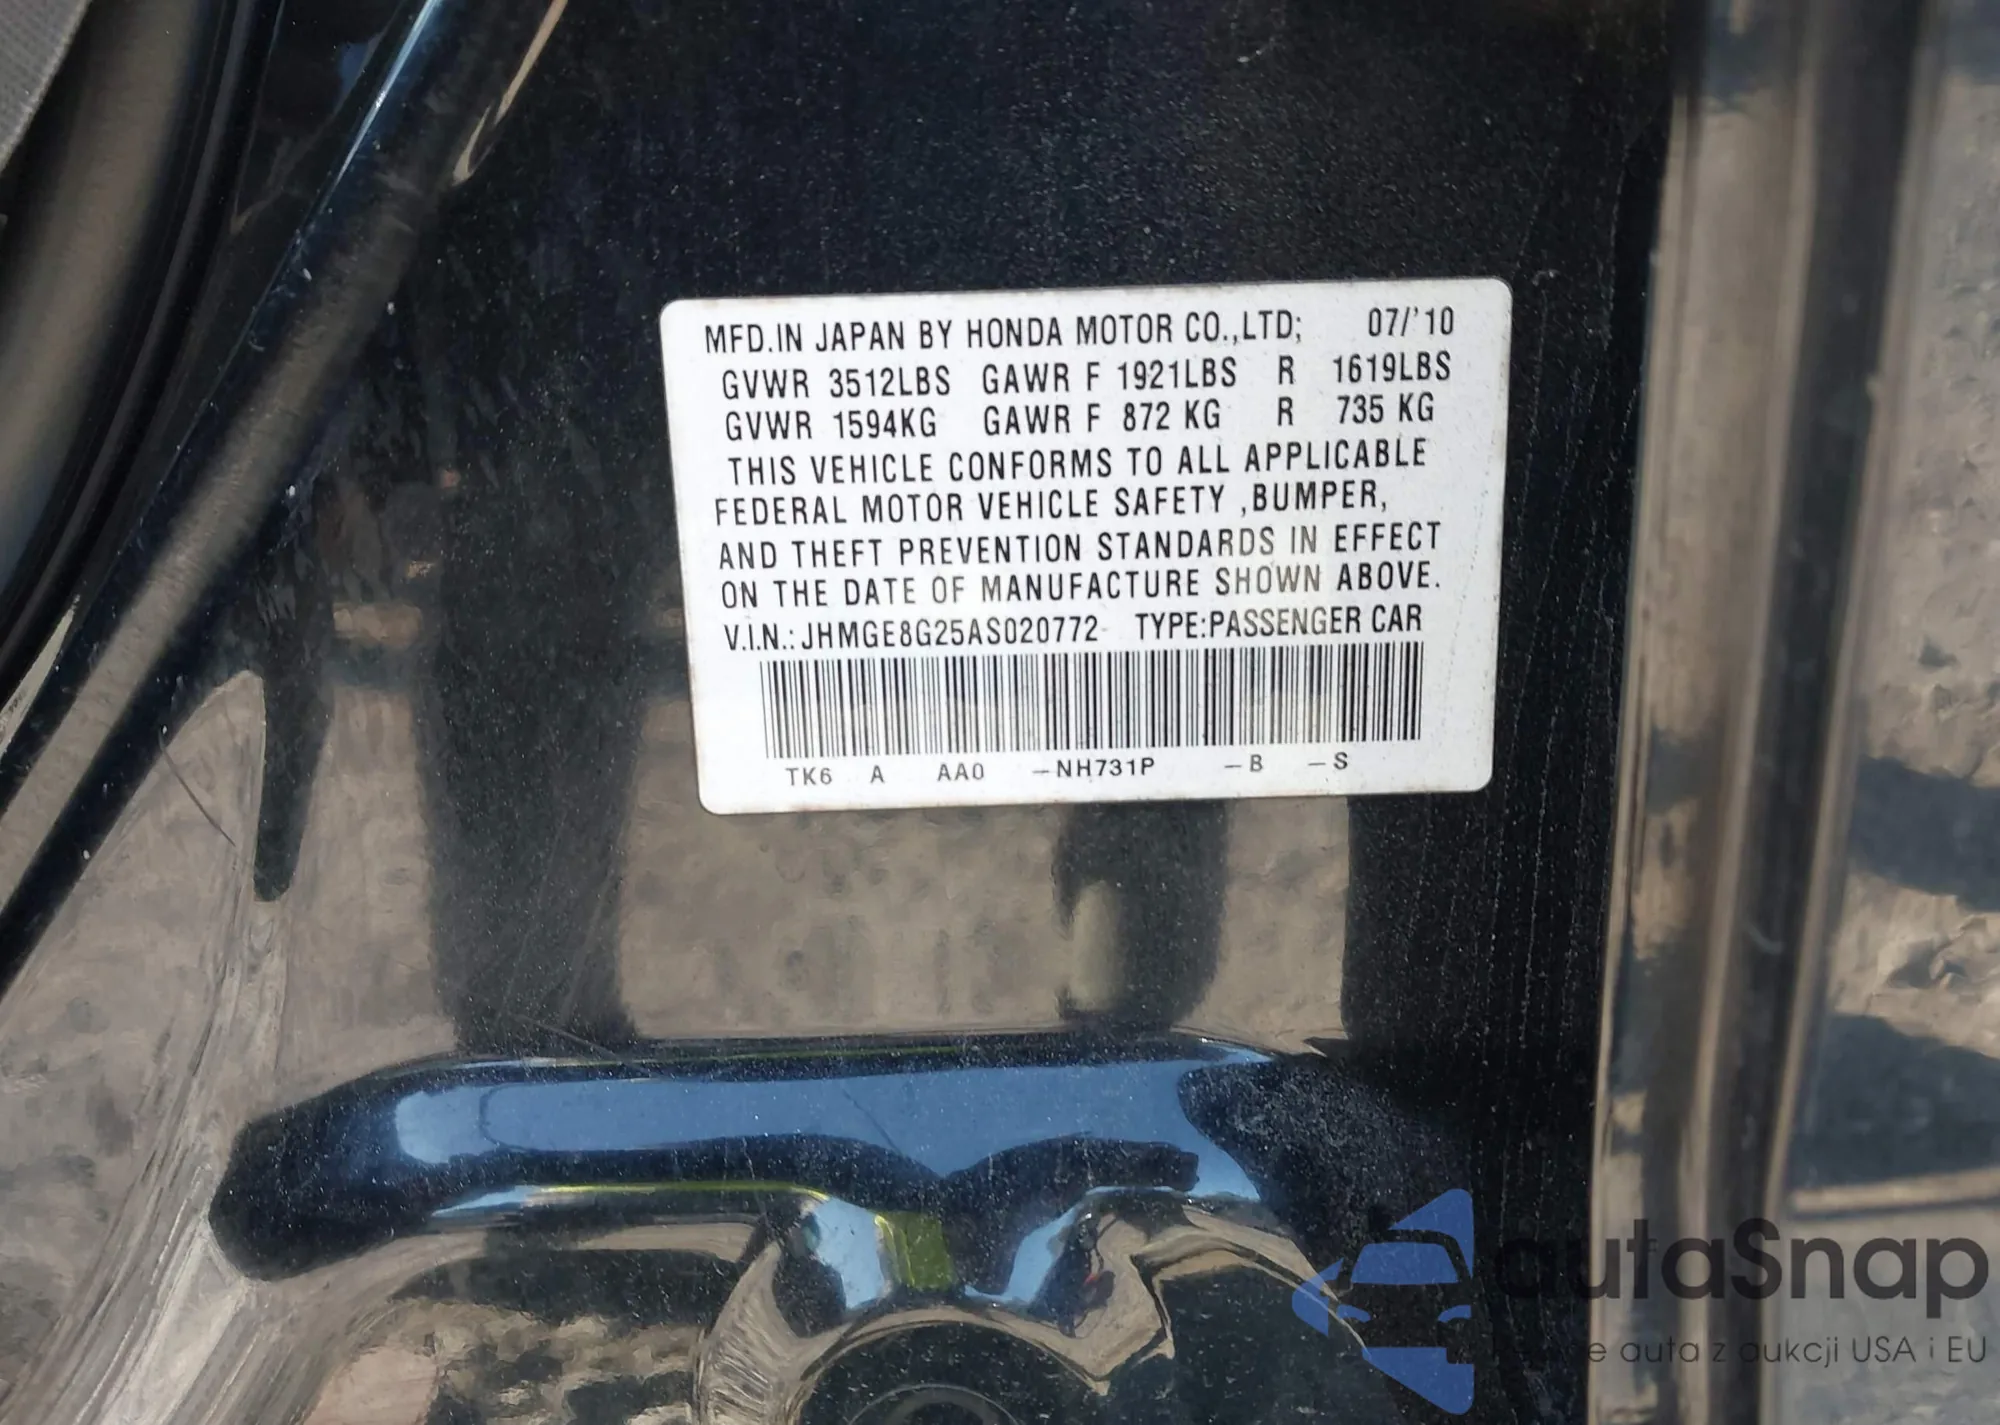 MFD.IN JAPAN BY HONDA MOTOR CO.,LTD; 07/'10
GVWR 3512LBS GAWR F 1921LBS R 1619LBS
GVWR 1594KG GAWR F 872 KG R 735 KG
THIS VEHICLE CONFORMS TO ALL APPLICABLE
FEDERAL MOTOR VEHICLE SAFETY ,BUMPER,
AND THEFT PREVENTION STANDARDS IN EFFECT
ON THE DATE OF MANUFACTURE SHOWN ABOVE.
V.I.N.: JHMGE8G25AS020772 TYPE:PASSENGER CAR
TK6 A AA0 -NH731P -B -S
autaSnap
auta z aukcji USA i EU